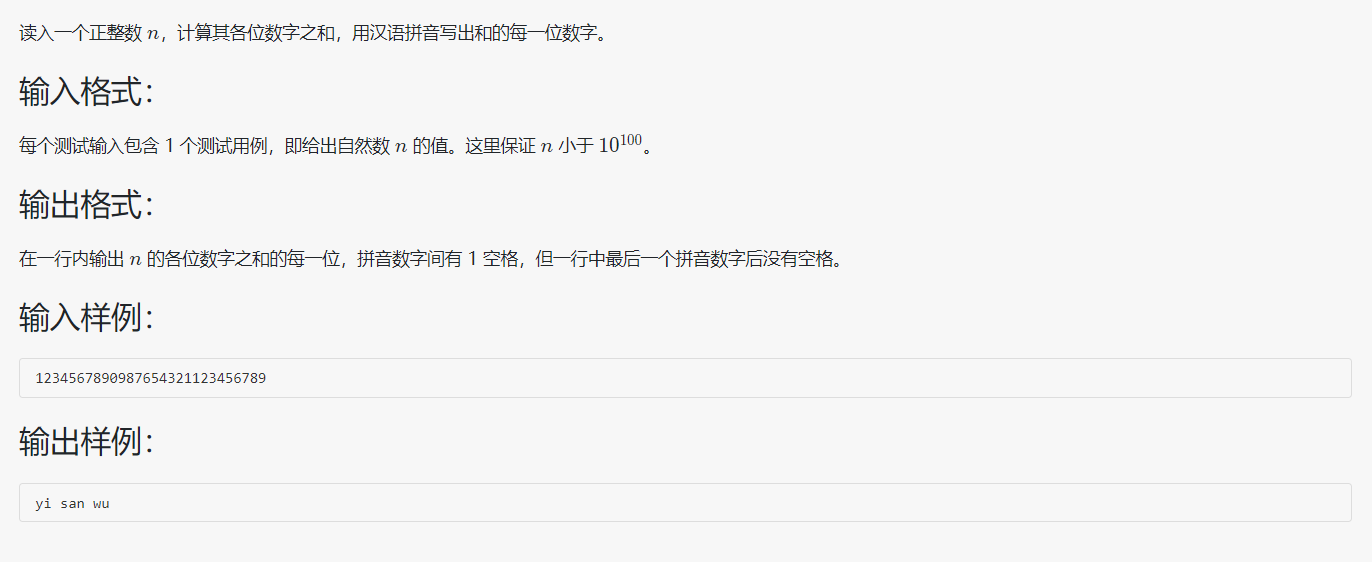 读入一个正整数 n，计算其各位数字之和，用汉语拼音写出和的每一位数字。
输入格式：
每个测试输入包含 1 个测试用例，即给出自然数 n 的值。这里保证 n 小于 10^100。
输出格式：
在一行内输出 n 的各位数字之和的每一位，拼音数字间有 1 空格，但一行中最后一个拼音数字后没有空格。
输入样例：
1234567890987654321123456789
输出样例：
yi san wu